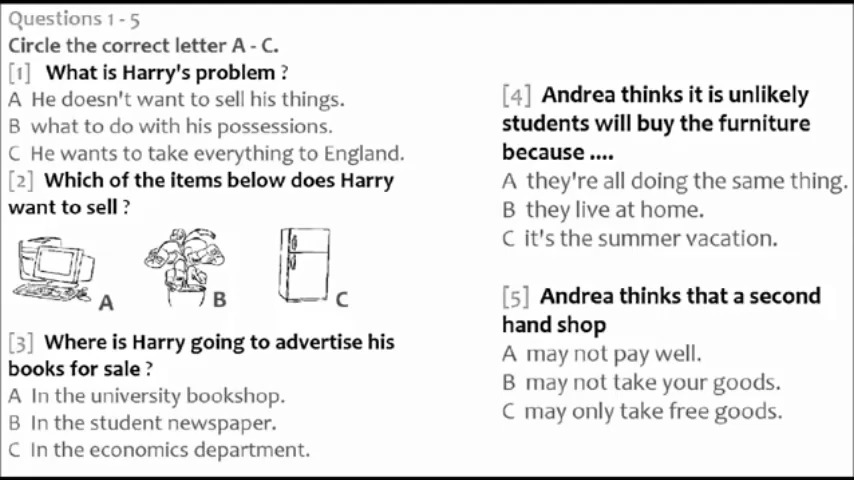 Questions 1 - 5
Circle the correct letter A - C.
[1] What is Harry's problem ?
A He doesn't want to sell his things.
B what to do with his possessions.
C He wants to take everything to England.
[2] Which of the items below does Harry
want to sell ?
A B C
[3] Where is Harry going to advertise his
books for sale ?
A In the university bookshop.
B In the student newspaper.
C In the economics department.
[4] Andrea thinks it is unlikely
students will buy the furniture
because ....
A they're all doing the same thing.
B they live at home.
C it's the summer vacation.
[5] Andrea thinks that a second
hand shop
A may not pay well.
B may not take your goods.
C may only take free goods.